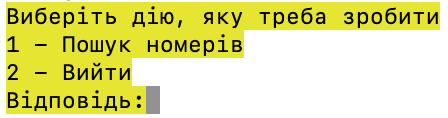 Виберіть дію, яку треба зробити
1 – Пошук номерів
2 – Вийти
Відповідь: